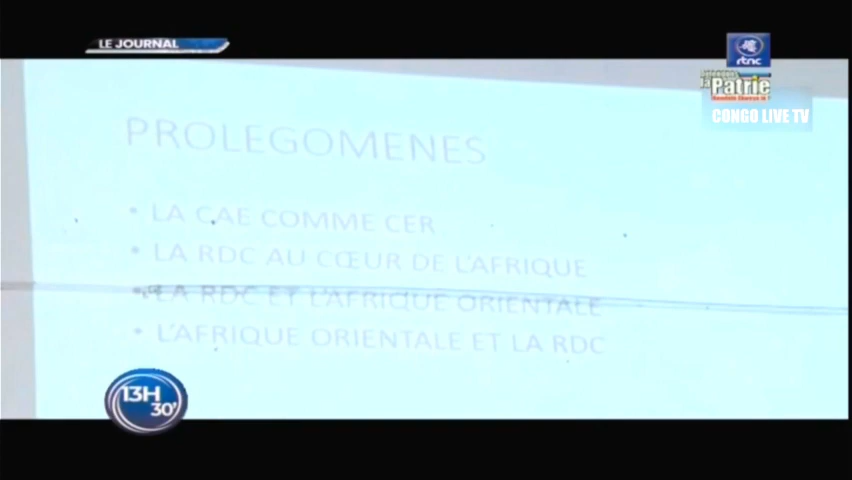 LE JOURNAL
rtnc
la Patrie
CONGO LIVE TV
PROLEGOMENES
• LA CAE COMME CER
• LA RDC AU CŒUR DE L'AFRIQUE
• LA RDC ET L'AFRIQUE ORIENTALE
• L'AFRIQUE ORIENTALE ET LA RDC
13H
30'